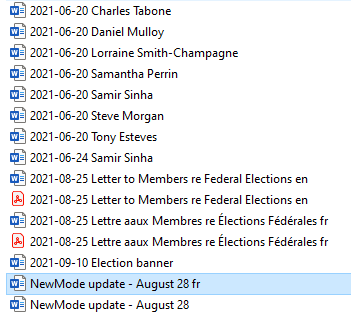 2021-06-20 Charles Tabone
2021-06-20 Daniel Mulloy
2021-06-20 Lorraine Smith-Champagne
2021-06-20 Samantha Perrin
2021-06-20 Samir Sinha
2021-06-20 Steve Morgan
2021-06-20 Tony Esteves
2021-06-24 Samir Sinha
2021-08-25 Letter to Members re Federal Elections en
2021-08-25 Letter to Members re Federal Elections en
2021-08-25 Lettre aaux Membres re Élections Fédérales fr
2021-08-25 Lettre aaux Membres re Élections Fédérales fr
2021-09-10 Election banner
NewMode update - August 28 fr
NewMode update - August 28